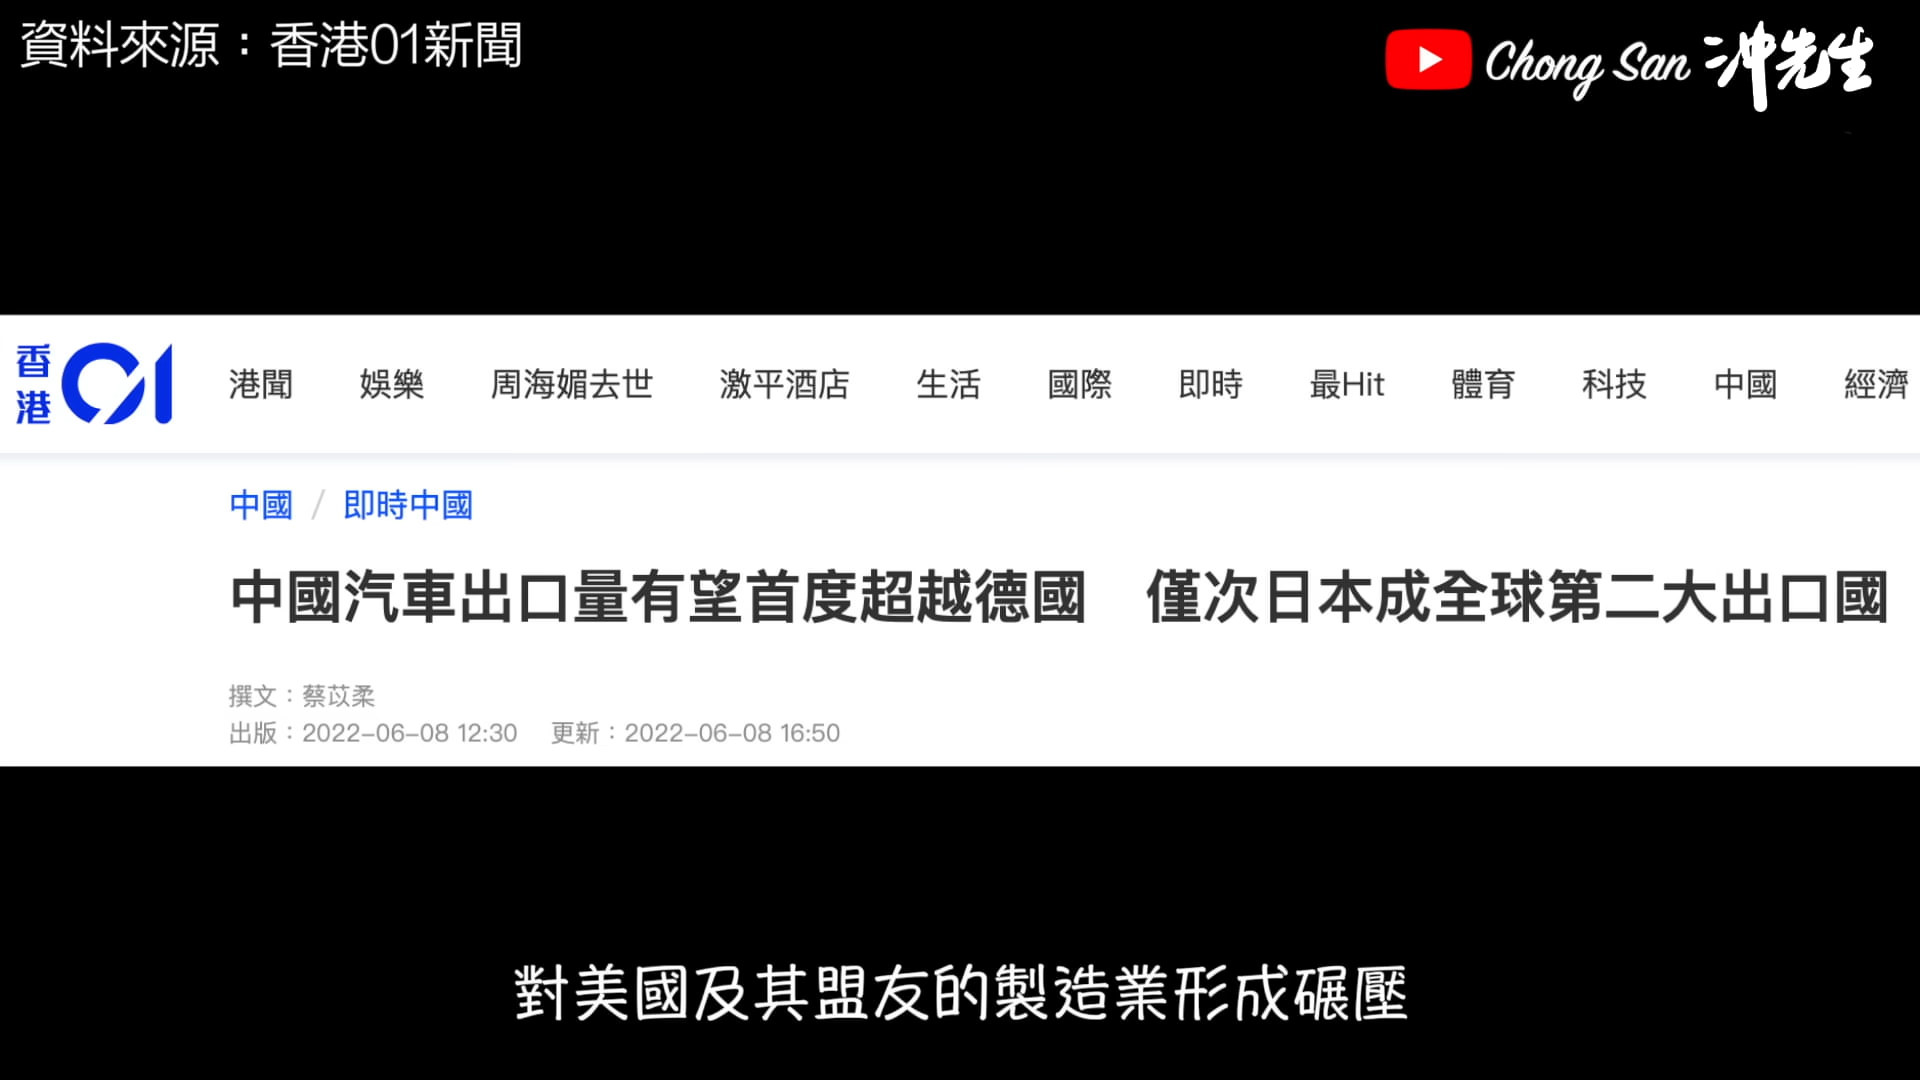 資料來源：香港01新聞
Chong San 沖先生
香港01 港聞 娛樂 周海媚去世 激平酒店 生活 國際 即時 最Hit 體育 科技 中國 經濟
中國 / 即時中國
中國汽車出口量有望首度超越德國 僅次日本成全球第二大出口國
撰文：蔡苡柔
出版：2022-06-08 12:30 更新：2022-06-08 16:50
對美國及其盟友的製造業形成碾壓